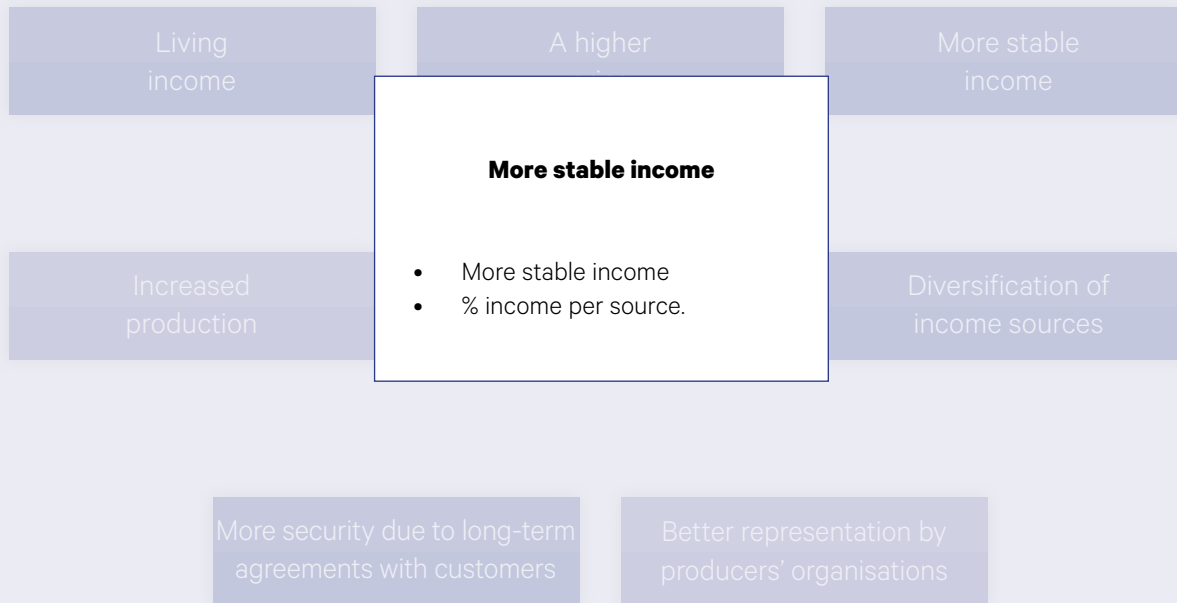 Living
income
A higher
More stable
income
More stable income
• More stable income
• % income per source.
Increased
production
Diversification of
income sources
More security due to long-term
agreements with customers
Better representation by
producers’ organisations